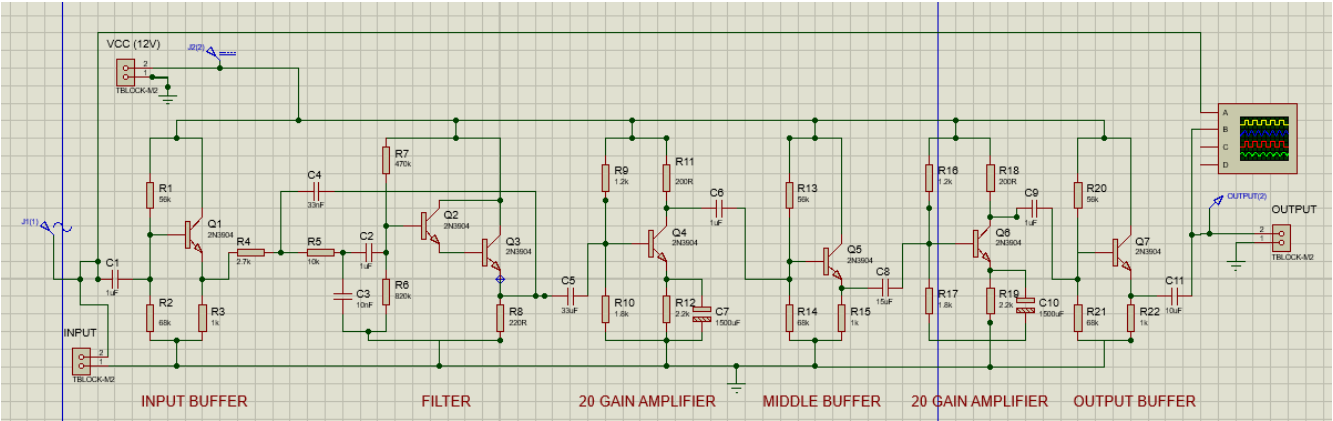 VCC (12V)
J2(2)
2
1
TBLOCK-M2
J1(1)
C1
1uF
R1
56k
R2
68k
Q1
2N3904
R3
1k
INPUT
2
1
TBLOCK-M2
R4
2.7k
C4
33nF
R5
10k
C3
10nF
C2
1uF
R7
470k
R6
820k
Q2
2N3904
Q3
2N3904
R8
220R
C5
33uF
R9
1.2k
R10
1.8k
R11
200R
Q4
2N3904
R12
2.2k
C7
1500uF
C6
1uF
R13
56k
R14
68k
Q5
2N3904
R15
1k
C8
15uF
R16
1.2k
R17
1.8k
R18
200R
Q6
2N3904
R19
2.2k
C10
1500uF
C9
1uF
R20
56k
R21
68k
Q7
2N3904
R22
1k
C11
10uF
A
B
C
D
OUTPUT(2)
OUTPUT
2
1
TBLOCK-M2
INPUT BUFFER
FILTER
20 GAIN AMPLIFIER
MIDDLE BUFFER
20 GAIN AMPLIFIER
OUTPUT BUFFER